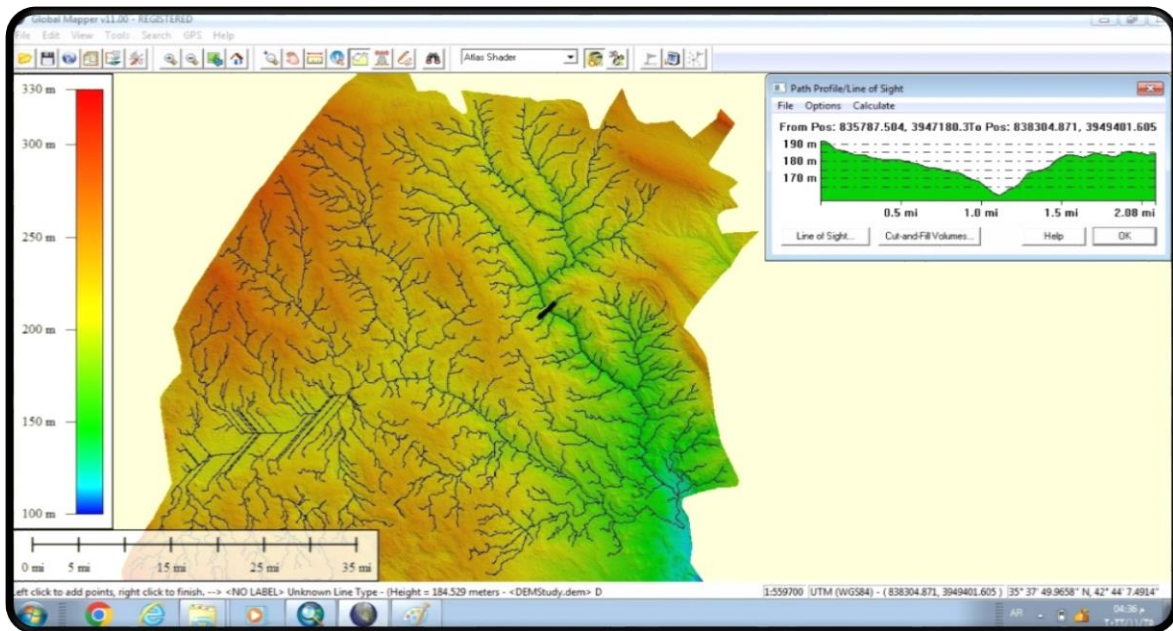 Global Mapper v11.00 - REGISTERED
File Edit View Tools Search GPS Help
Atlas Shader
330 m
300 m
250 m
200 m
150 m
100 m
Path Profile/Line of Sight
File Options Calculate
From Pos: 835787.504, 3947180.3To Pos: 838304.871, 3949401.605
190 m
180 m
170 m
0.5 mi 1.0 mi 1.5 mi 2.08 mi
Line of Sight... Cut-and-Fill Volumes... Help OK
0 mi 5 mi 15 mi 25 mi 35 mi
Left click to add points, right click to finish. --> <NO LABEL> Unknown Line Type - (Height = 184.529 meters - <DEMStudy.dem> D
1:559700 UTM (WGS84) - ( 838304.871, 3949401.605 ) 35° 37' 49.9658" N, 42° 44' 7.4914"
AR
04:36 م